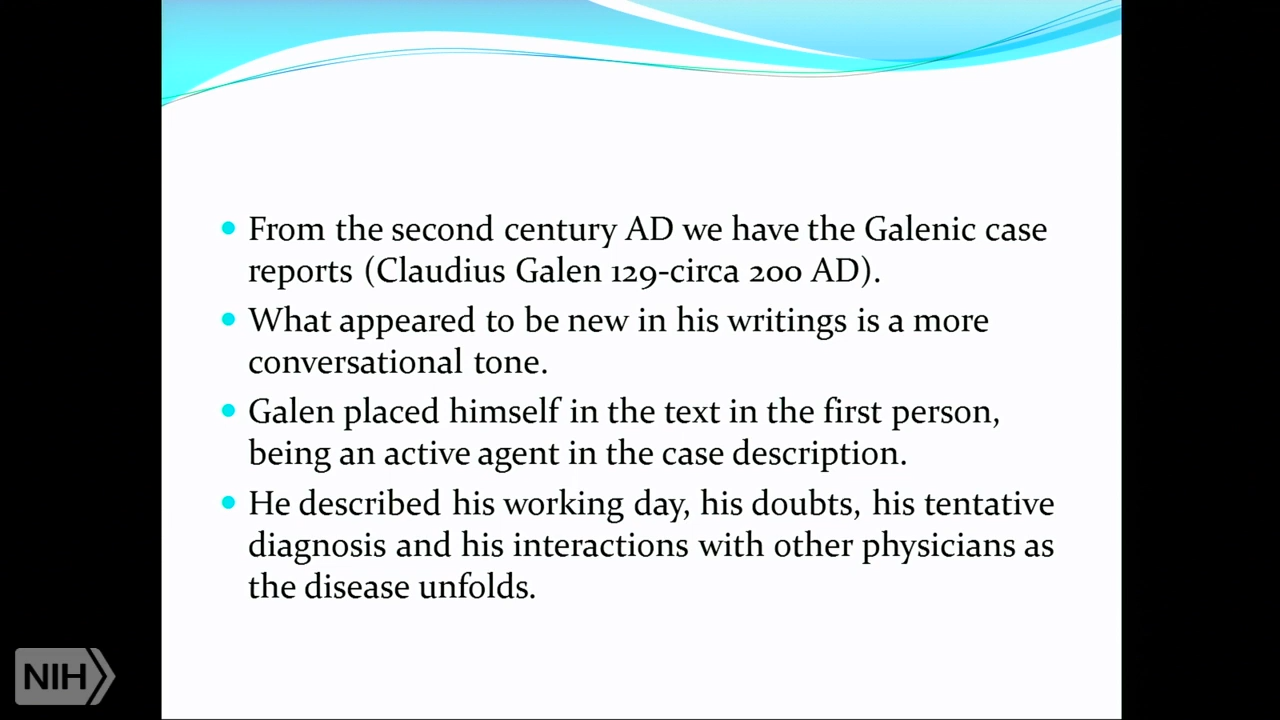 • From the second century AD we have the Galenic case
reports (Claudius Galen 129-circa 200 AD).
• What appeared to be new in his writings is a more
conversational tone.
• Galen placed himself in the text in the first person,
being an active agent in the case description.
• He described his working day, his doubts, his tentative
diagnosis and his interactions with other physicians as
the disease unfolds.
NIH